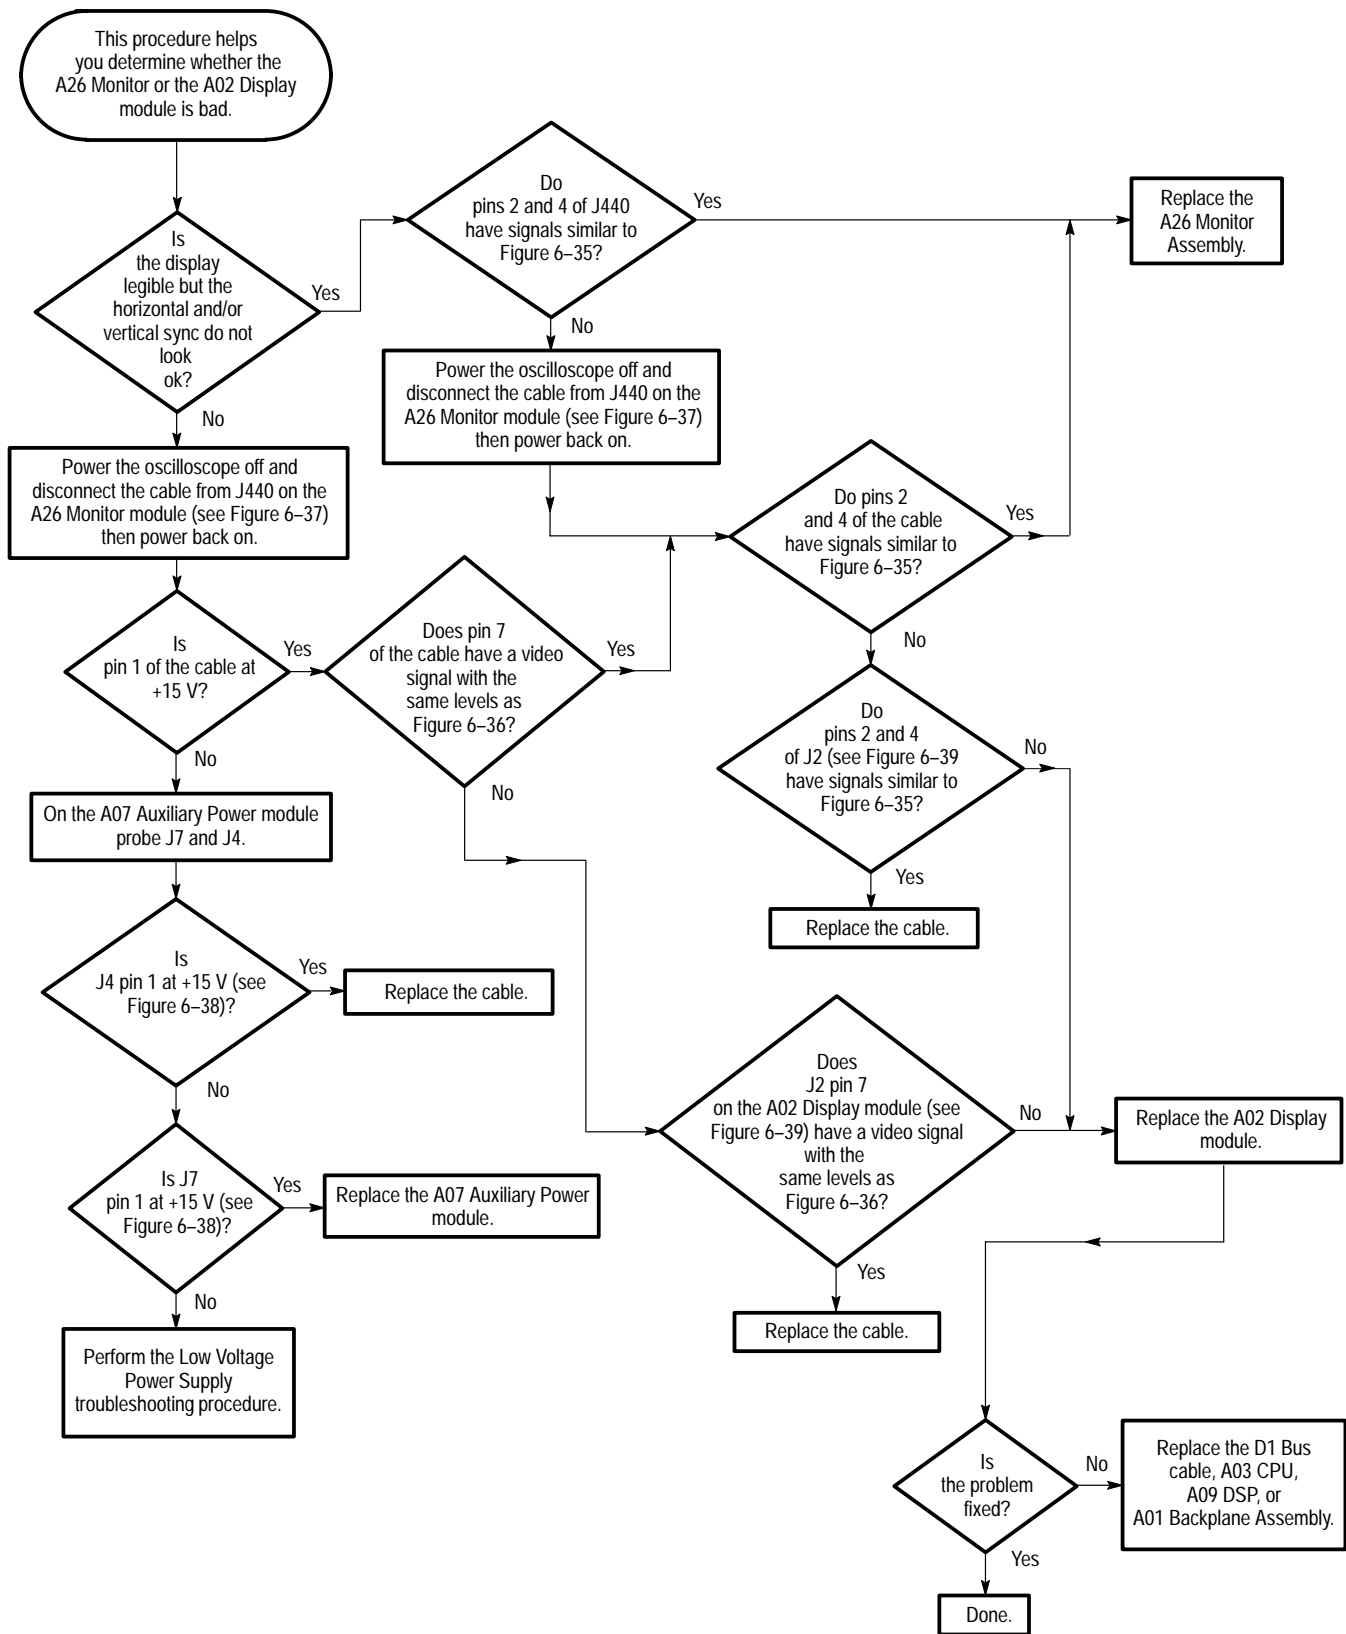 This procedure helps
you determine whether the
A26 Monitor or the A02 Display
module is bad.
Is
the display
legible but the
horizontal and/or
vertical sync do not
look
ok?
Yes
No
Do
pins 2 and 4 of J440
have signals similar to
Figure 6–35?
Yes
No
Replace the
A26 Monitor
Assembly.
Power the oscilloscope off and
disconnect the cable from J440 on the
A26 Monitor module (see Figure 6–37)
then power back on.
Power the oscilloscope off and
disconnect the cable from J440 on the
A26 Monitor module (see Figure 6–37)
then power back on.
Do pins 2
and 4 of the cable
have signals similar to
Figure 6–35?
Yes
No
Is
pin 1 of the cable at
+15 V?
Yes
No
Does pin 7
of the cable have a video
signal with the
same levels as
Figure 6–36?
Yes
No
Do
pins 2 and 4
of J2 (see Figure 6–39
have signals similar to
Figure 6–35?
No
Yes
Replace the cable.
On the A07 Auxiliary Power module
probe J7 and J4.
Is
J4 pin 1 at +15 V (see
Figure 6–38)?
Yes
No
Replace the cable.
Does
J2 pin 7
on the A02 Display module (see
Figure 6–39) have a video signal
with the
same levels as
Figure 6–36?
No
Yes
Replace the A02 Display
module.
Replace the cable.
Is J7
pin 1 at +15 V (see
Figure 6–38)?
Yes
No
Replace the A07 Auxiliary Power
module.
Perform the Low Voltage
Power Supply
troubleshooting procedure.
Is
the problem
fixed?
No
Yes
Replace the D1 Bus
cable, A03 CPU,
A09 DSP, or
A01 Backplane Assembly.
Done.